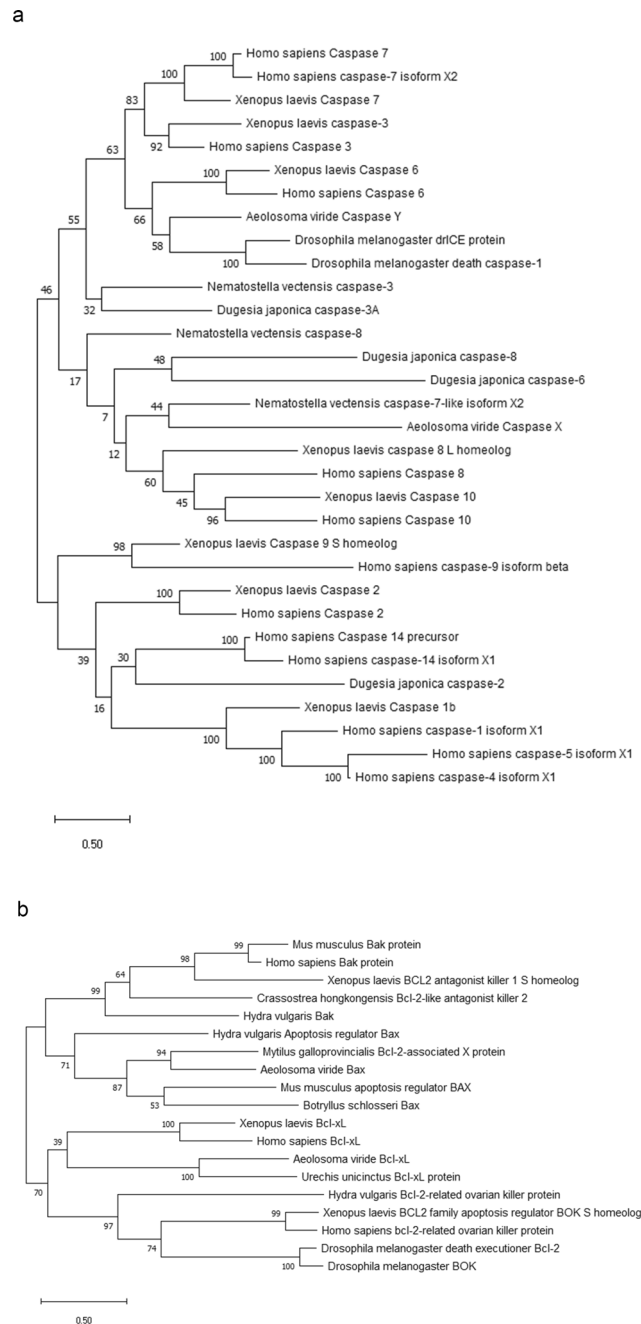 a
100
Homo sapiens Caspase 7
100
Homo sapiens caspase-7 isoform X2
83
Xenopus laevis Caspase 7
Xenopus laevis caspase-3
63
92
Homo sapiens Caspase 3
100
Xenopus laevis Caspase 6
Homo sapiens Caspase 6
55
66
Aeolosoma viride Caspase Y
58
Drosophila melanogaster drICE protein
100
Drosophila melanogaster death caspase-1
46
Nematostella vectensis caspase-3
32
Dugesia japonica caspase-3A
Nematostella vectensis caspase-8
17
48
Dugesia japonica caspase-8
Dugesia japonica caspase-6
7
44
Nematostella vectensis caspase-7-like isoform X2
Aeolosoma viride Caspase X
12
Xenopus laevis caspase 8 L homeolog
60
Homo sapiens Caspase 8
45
Xenopus laevis Caspase 10
96
Homo sapiens Caspase 10
98
Xenopus laevis Caspase 9 S homeolog
Homo sapiens caspase-9 isoform beta
100
Xenopus laevis Caspase 2
Homo sapiens Caspase 2
39
30
100
Homo sapiens Caspase 14 precursor
Homo sapiens caspase-14 isoform X1
16
Dugesia japonica caspase-2
Xenopus laevis Caspase 1b
100
Homo sapiens caspase-1 isoform X1
100
Homo sapiens caspase-5 isoform X1
100
Homo sapiens caspase-4 isoform X1
0.50
b
99
Mus musculus Bak protein
98
Homo sapiens Bak protein
64
Xenopus laevis BCL2 antagonist killer 1 S homeolog
99
Crassostrea hongkongensis Bcl-2-like antagonist killer 2
Hydra vulgaris Bak
Hydra vulgaris Apoptosis regulator Bax
71
94
Mytilus galloprovincialis Bcl-2-associated X protein
Aeolosoma viride Bax
87
Mus musculus apoptosis regulator BAX
53
Botryllus schlosseri Bax
100
Xenopus laevis Bcl-xL
39
Homo sapiens Bcl-xL
Aeolosoma viride Bcl-xL
100
Urechis unicinctus Bcl-xL protein
70
Hydra vulgaris Bcl-2-related ovarian killer protein
97
99
Xenopus laevis BCL2 family apoptosis regulator BOK S homeolog
Homo sapiens bcl-2-related ovarian killer protein
74
Drosophila melanogaster death executioner Bcl-2
100
Drosophila melanogaster BOK
0.50